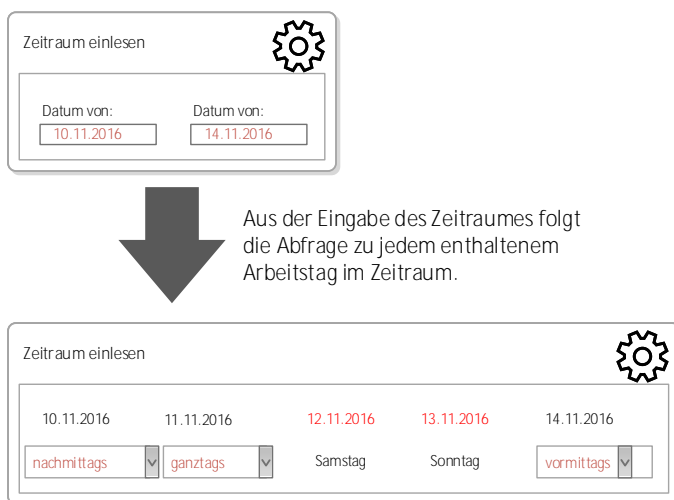 Zeitraum einlesen
Datum von: Datum von:
10.11.2016 14.11.2016
Aus der Eingabe des Zeitraumes folgt
die Abfrage zu jedem enthaltenem
Arbeitstag im Zeitraum.
Zeitraum einlesen
10.11.2016 11.11.2016 12.11.2016 13.11.2016 14.11.2016
nachmittags ganztags Samstag Sonntag vormittags